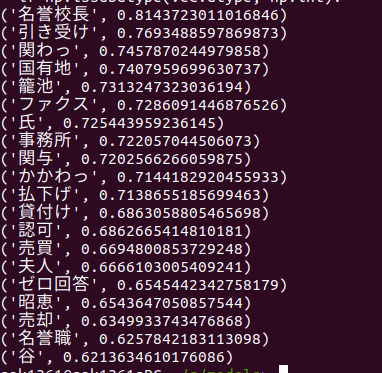 ('名誉校長', 0.8143723011016846)
('引き受け', 0.7693488597869873)
('関わっ', 0.7457870244979858)
('国有地', 0.7407959699630737)
('籠池', 0.7313247323036194)
('ファクス', 0.7286091446876526)
('氏', 0.725443959236145)
('事務所', 0.722057044506073)
('関与', 0.7202566266059875)
('かかわっ', 0.7144182920455933)
('払下げ', 0.7138655185699463)
('貸付け', 0.6863058805465698)
('認可', 0.6862665414810181)
('売買', 0.6694800853729248)
('夫人', 0.6666103005409241)
('ゼロ回答', 0.6545442342758179)
('昭恵', 0.6543647050857544)
('売却', 0.6349933743476868)
('名誉職', 0.6257842183113098)
('谷', 0.6213634610176086)